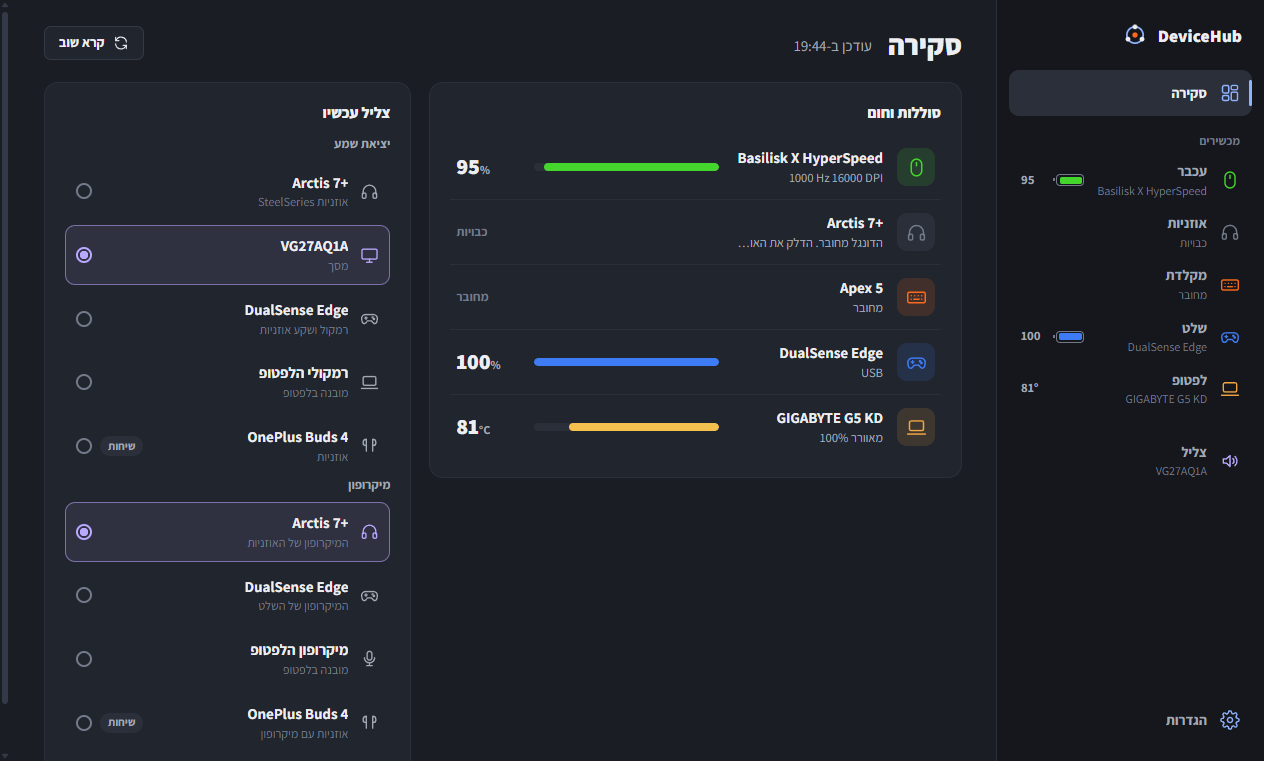 DeviceHub
סקירה
מכשירים
עכבר
Basilisk X HyperSpeed
95
אוזניות
כבויות
מקלדת
מחובר
שלט
DualSense Edge
100
לפטופ
GIGABYTE G5 KD
81°
צליל
VG27AQ1A
הגדרות
סקירה
עודכן ב-19:44
קרא שוב
סוללות וחום
Basilisk X HyperSpeed
1000 Hz 16000 DPI
95%
Arctis 7+
הדונגל מחובר. הדלק את האו...
כבויות
Apex 5
מחובר
מחובר
DualSense Edge
USB
100%
GIGABYTE G5 KD
מאוורר 100%
81°C
צליל עכשיו
יציאת שמע
Arctis 7+
אוזניות SteelSeries
VG27AQ1A
מסך
DualSense Edge
רמקול ושקע אוזניות
רמקולי הלפטופ
מובנה בלפטופ
OnePlus Buds 4
אוזניות
שיחות
מיקרופון
Arctis 7+
המיקרופון של האוזניות
DualSense Edge
המיקרופון של השלט
מיקרופון הלפטופ
מובנה בלפטופ
OnePlus Buds 4
אוזניות עם מיקרופון
שיחות